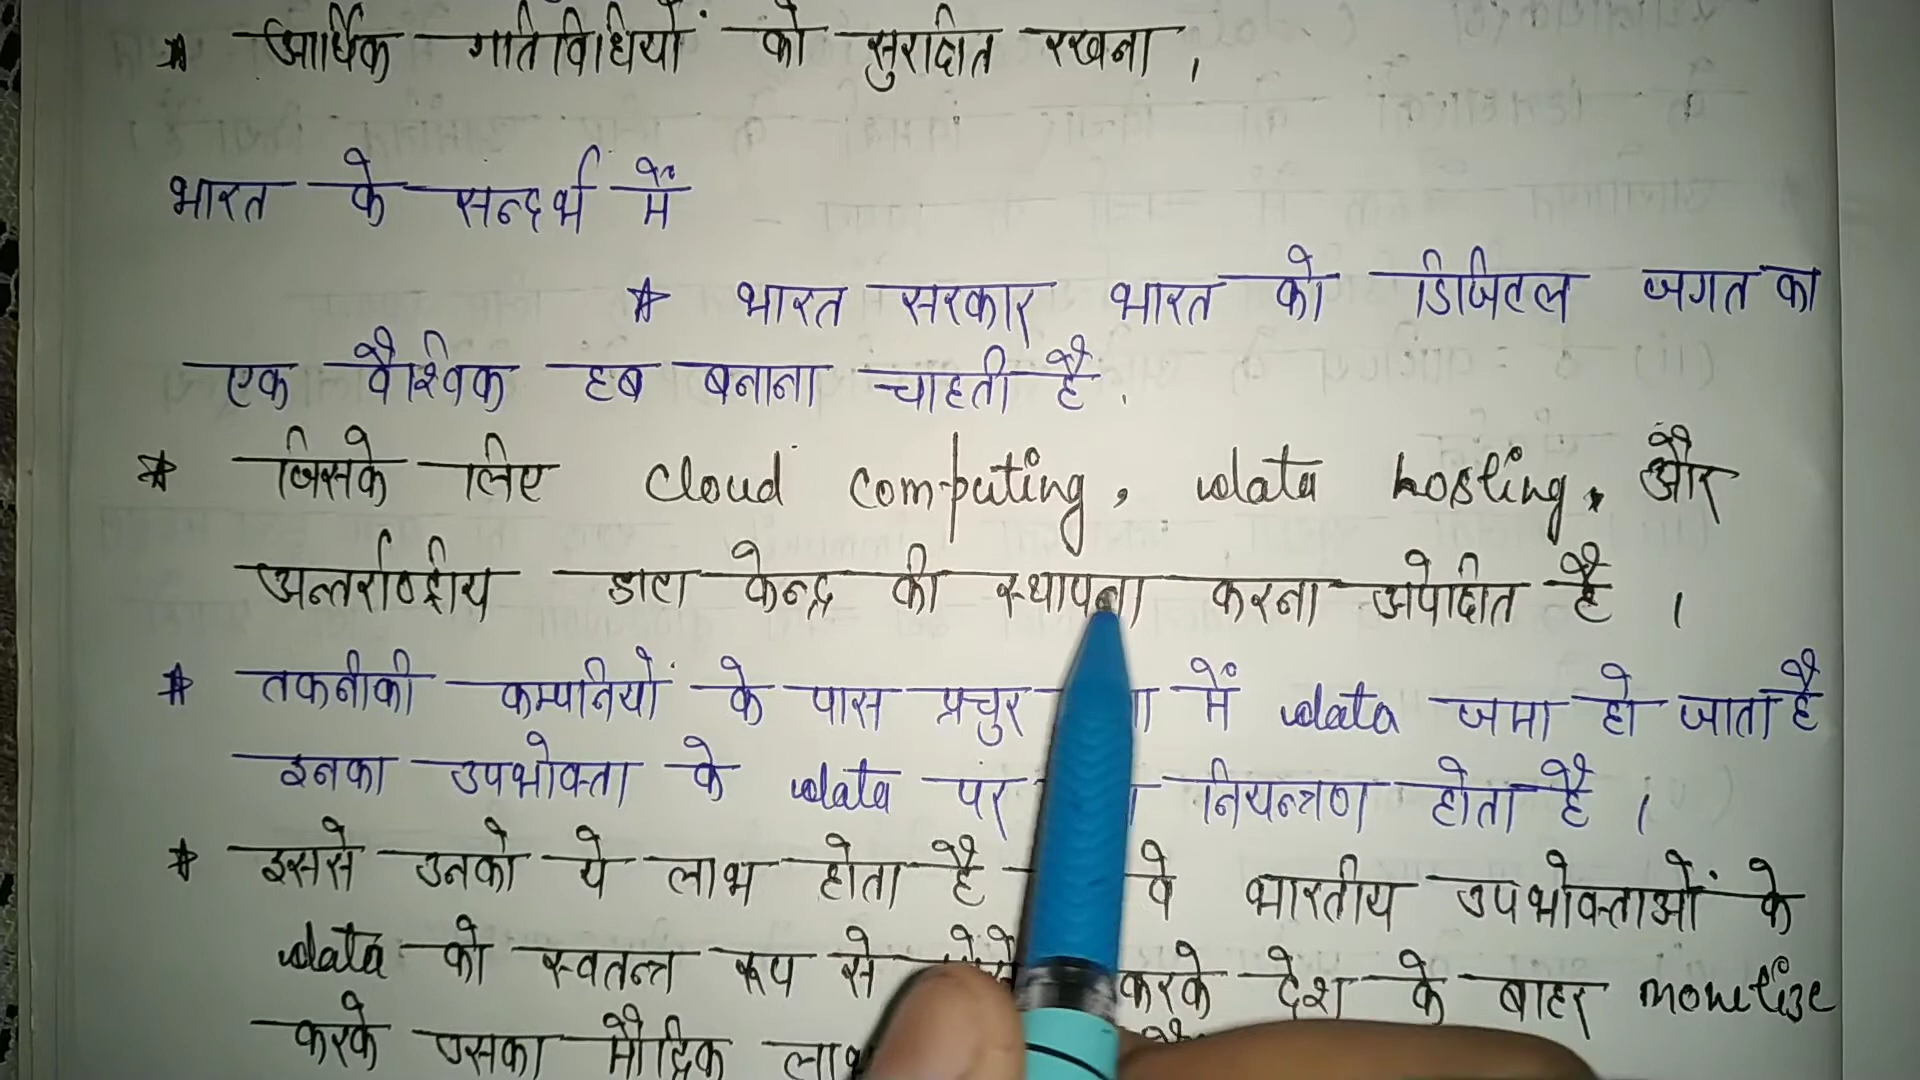 * आर्थिक गतिविधियों को सुरक्षित रखना ।
भारत के सन्दर्भ में
* भारत सरकार भारत को डिजिटल जगत का
एक वैश्विक हब बनाना चाहती है.
* जिसके लिए cloud computing, data hosting, और
अन्तर्राष्ट्रीय डाटा केन्द्र की स्थापना करना अपेक्षित है ।
* तकनीकी कम्पनियों के पास प्रचुर में data जमा हो जाता है
इनका उपभोक्ता के data पर नियन्त्रण होता है ।
* इससे उनको ये लाभ होता है वे भारतीय उपभोक्ताओं के
data को स्वतन्त्र रूप से करके देश के बाहर monetize
करके उसका मौद्रिक